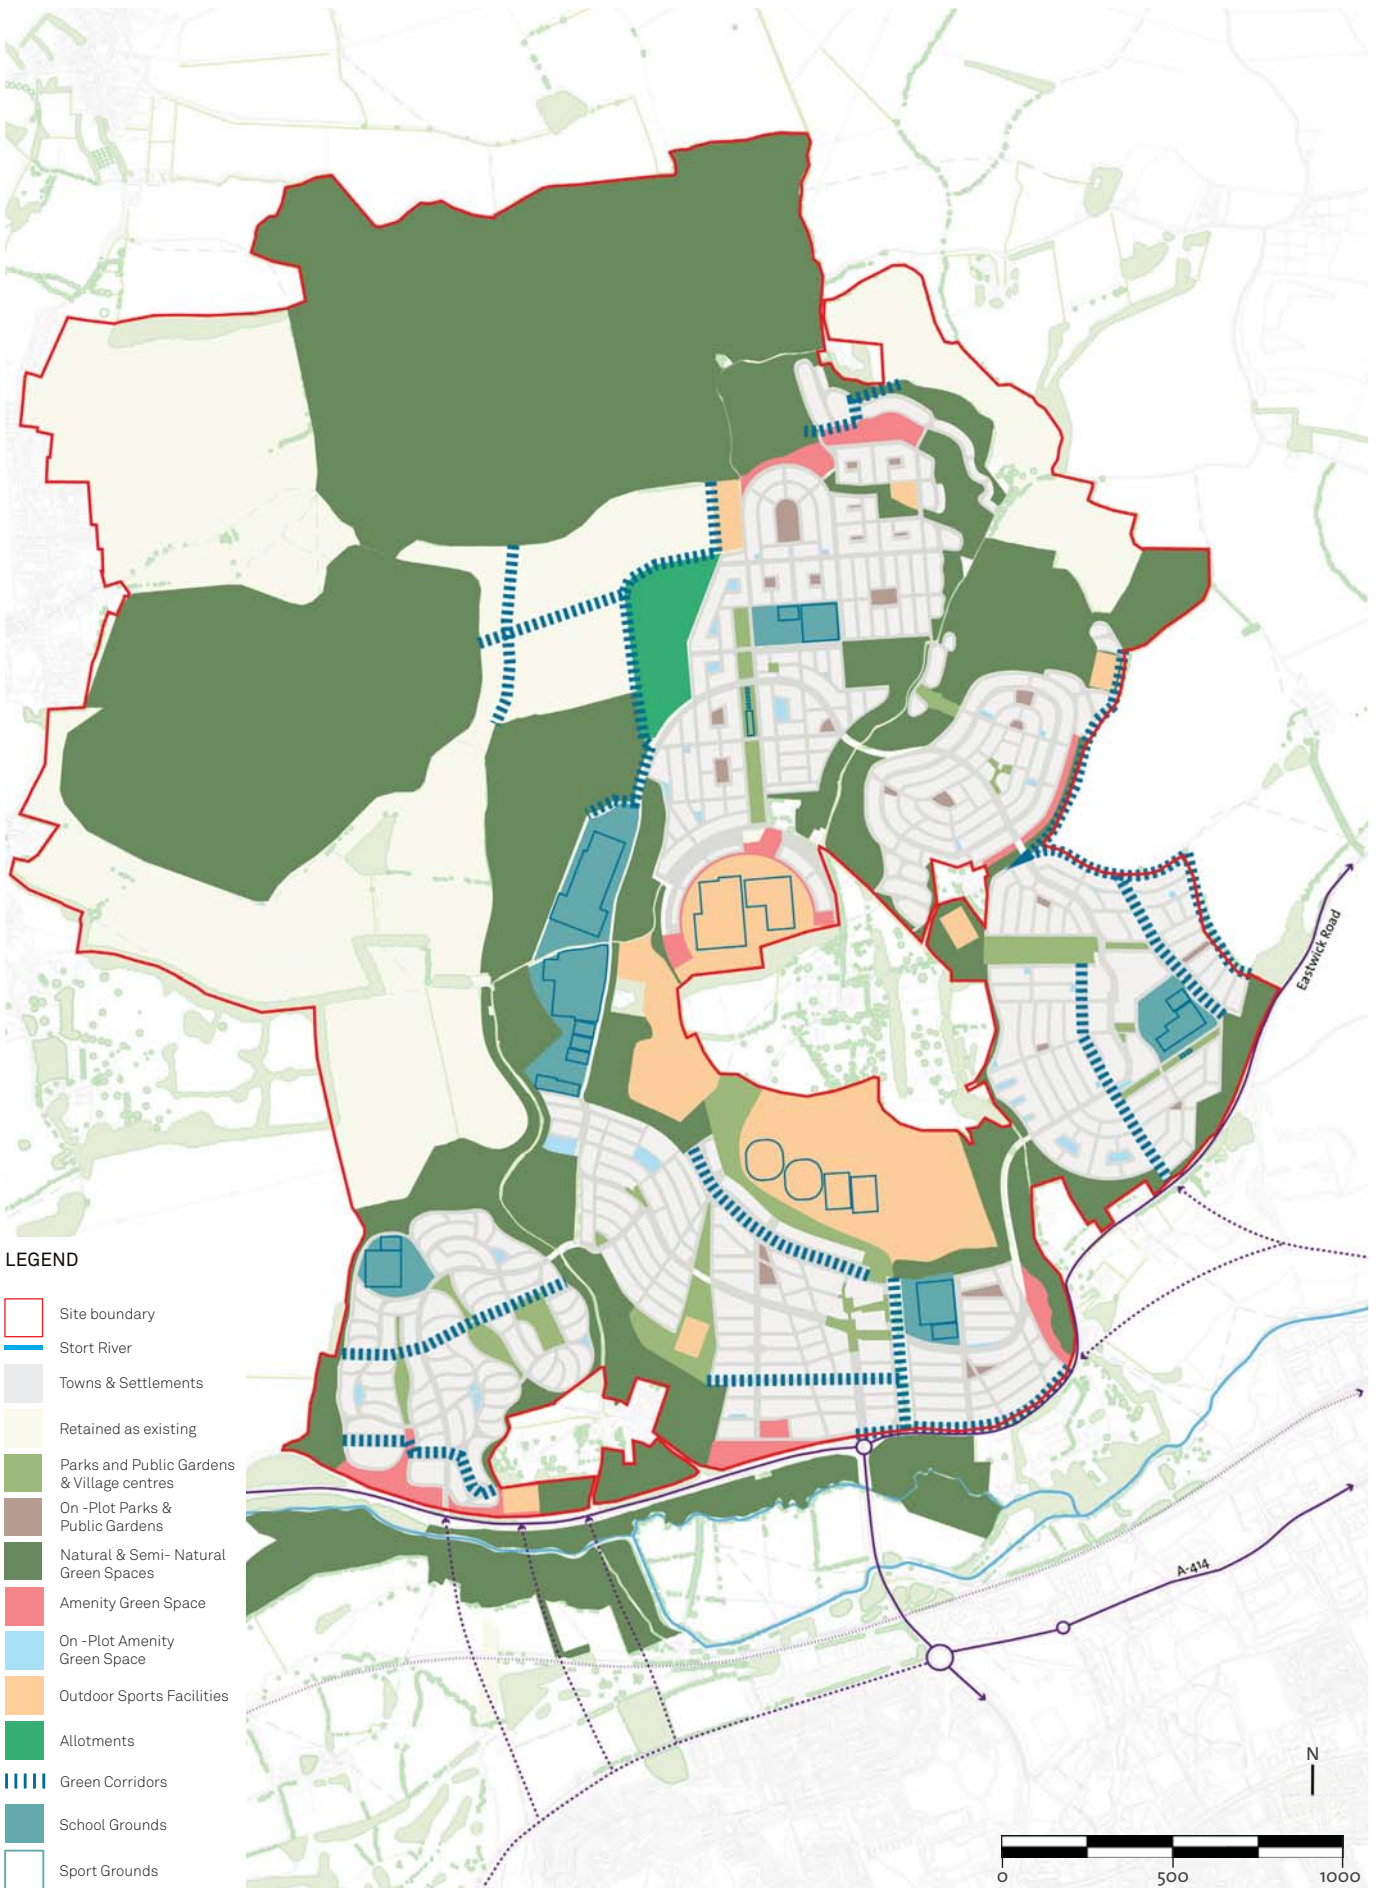 Eastwick Road
LEGEND
Site boundary
Stort River
Towns & Settlements
Retained as existing
Parks and Public Gardens
& Village centres
On -Plot Parks &
Public Gardens
Natural & Semi- Natural
Green Spaces
Amenity Green Space
On -Plot Amenity
Green Space
Outdoor Sports Facilities
Allotments
Green Corridors
School Grounds
Sport Grounds
A-414
N
0 500 1000